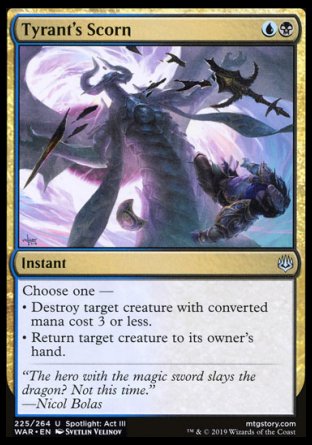 Tyrant's Scorn
Instant
Choose one —
• Destroy target creature with converted
mana cost 3 or less.
• Return target creature to its owner's
hand.
"The hero with the magic sword slays the
dragon? Not this time."
—Nicol Bolas
225/264 U Spotlight: Act III
WAR • EN Svetlin Velinov
mtgstory.com
™ & © 2019 Wizards of the Coast